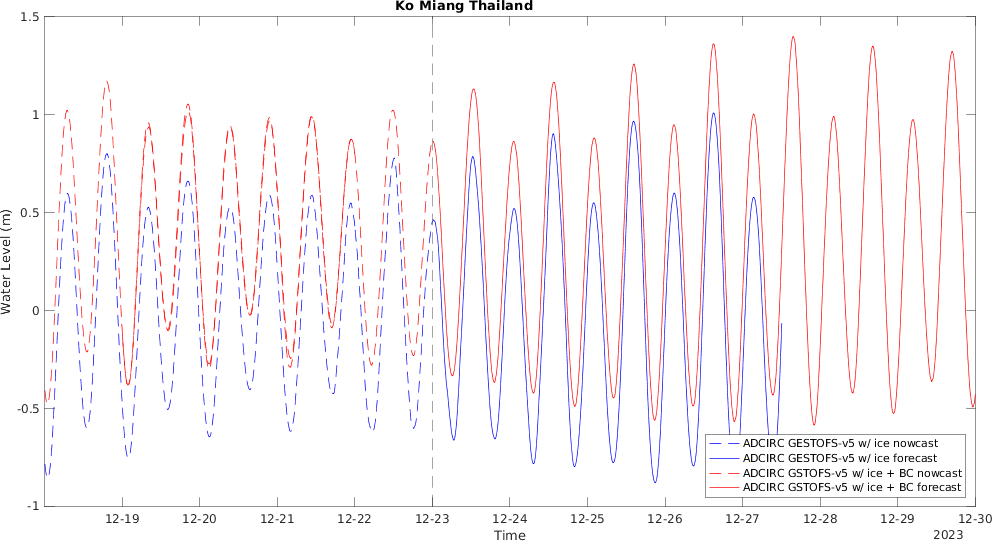 Ko Miang Thailand
1.5
1
0.5
0
-0.5
-1
Water Level (m)
ADCIRC GESTOFS-v5 w/ ice nowcast
ADCIRC GESTOFS-v5 w/ ice forecast
ADCIRC GSTOFS-v5 w/ ice + BC nowcast
ADCIRC GSTOFS-v5 w/ ice + BC forecast
12-19 12-20 12-21 12-22 12-23 12-24 12-25 12-26 12-27 12-28 12-29 12-30
Time
2023